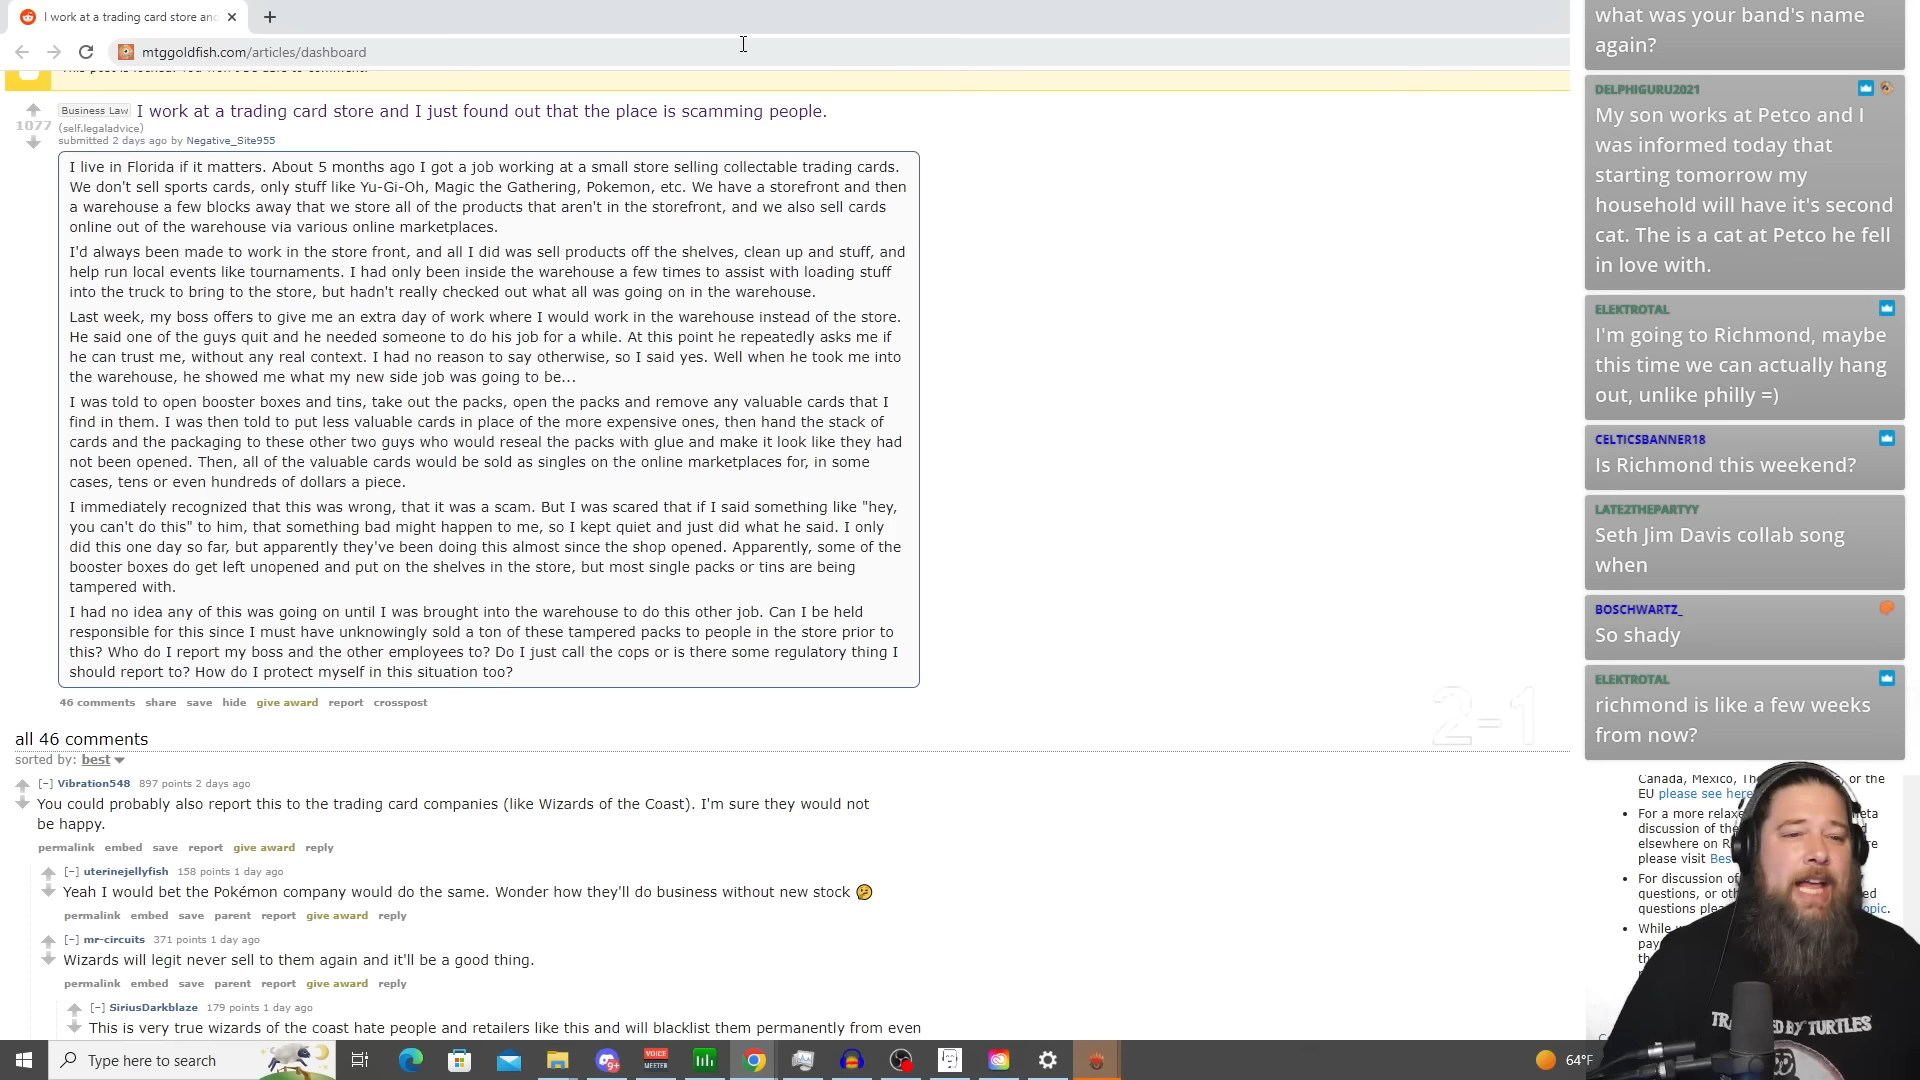 I work at a trading card store and
mtggoldfish.com/articles/dashboard
what was your band's name
again?
Business Law I work at a trading card store and I just found out that the place is scamming people.
1077
(self.legaladvice)
submitted 2 days ago by Negative_Site955
I live in Florida if it matters. About 5 months ago I got a job working at a small store selling collectable trading cards.
We don't sell sports cards, only stuff like Yu-Gi-Oh, Magic the Gathering, Pokemon, etc. We have a storefront and then
a warehouse a few blocks away that we store all of the products that aren't in the storefront, and we also sell cards
online out of the warehouse via various online marketplaces.
I'd always been made to work in the store front, and all I did was sell products off the shelves, clean up and stuff, and
help run local events like tournaments. I had only been inside the warehouse a few times to assist with loading stuff
into the truck to bring to the store, but hadn't really checked out what all was going on in the warehouse.
Last week, my boss offers to give me an extra day of work where I would work in the warehouse instead of the store.
He said one of the guys quit and he needed someone to do his job for a while. At this point he repeatedly asks me if
he can trust me, without any real context. I had no reason to say otherwise, so I said yes. Well when he took me into
the warehouse, he showed me what my new side job was going to be...
I was told to open booster boxes and tins, take out the packs, open the packs and remove any valuable cards that I
find in them. I was then told to put less valuable cards in place of the more expensive ones, then hand the stack of
cards and the packaging to these other two guys who would reseal the packs with glue and make it look like they had
not been opened. Then, all of the valuable cards would be sold as singles on the online marketplaces for, in some
cases, tens or even hundreds of dollars a piece.
I immediately recognized that this was wrong, that it was a scam. But I was scared that if I said something like "hey,
you can't do this" to him, that something bad might happen to me, so I kept quiet and just did what he said. I only
did this one day so far, but apparently they've been doing this almost since the shop opened. Apparently, some of the
booster boxes do get left unopened and put on the shelves in the store, but most single packs or tins are being
tampered with.
I had no idea any of this was going on until I was brought into the warehouse to do this other job. Can I be held
responsible for this since I must have unknowingly sold a ton of these tampered packs to people in the store prior to
this? Who do I report my boss and the other employees to? Do I just call the cops or is there some regulatory thing I
should report to? How do I protect myself in this situation too?
46 comments share save hide give award report crosspost
all 46 comments
sorted by: best
[-] Vibration548 897 points 2 days ago
You could probably also report this to the trading card companies (like Wizards of the Coast). I'm sure they would not
be happy.
permalink embed save report give award reply
[-] uterinejellyfish 158 points 1 day ago
Yeah I would bet the Pokémon company would do the same. Wonder how they'll do business without new stock 🤔
permalink embed save parent report give award reply
[-] mr-circuits 371 points 1 day ago
Wizards will legit never sell to them again and it'll be a good thing.
permalink embed save parent report give award reply
[-] SiriusDarkblaze 179 points 1 day ago
This is very true wizards of the coast hate people and retailers like this and will blacklist them permanently from even
DELPHIGURU2021
My son works at Petco and I
was informed today that
starting tomorrow my
household will have it's second
cat. The is a cat at Petco he fell
in love with.
ELEKTROTAL
I'm going to Richmond, maybe
this time we can actually hang
out, unlike philly =)
CELTICSBANNER18
Is Richmond this weekend?
LATE2THEPARTYY
Seth Jim Davis collab song
when
BOSCHWARTZ_
So shady
ELEKTROTAL
richmond is like a few weeks
from now?
2-1
Canada, Mexico, or the
EU please see here
For a more
discussion of the
elsewhere on
please visit
For discussion of
questions, or
questions
While
BY TURTLES
Type here to search
VOICE
MEETER
9+
64°F